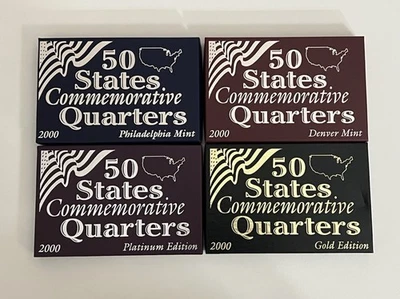 50
States
Commemorative
Quarters
2000 Philadelphia Mint
50
States
Commemorative
Quarters
2000 Denver Mint
50
States
Commemorative
Quarters
2000 Platinum Edition
50
States
Commemorative
Quarters
2000 Gold Edition